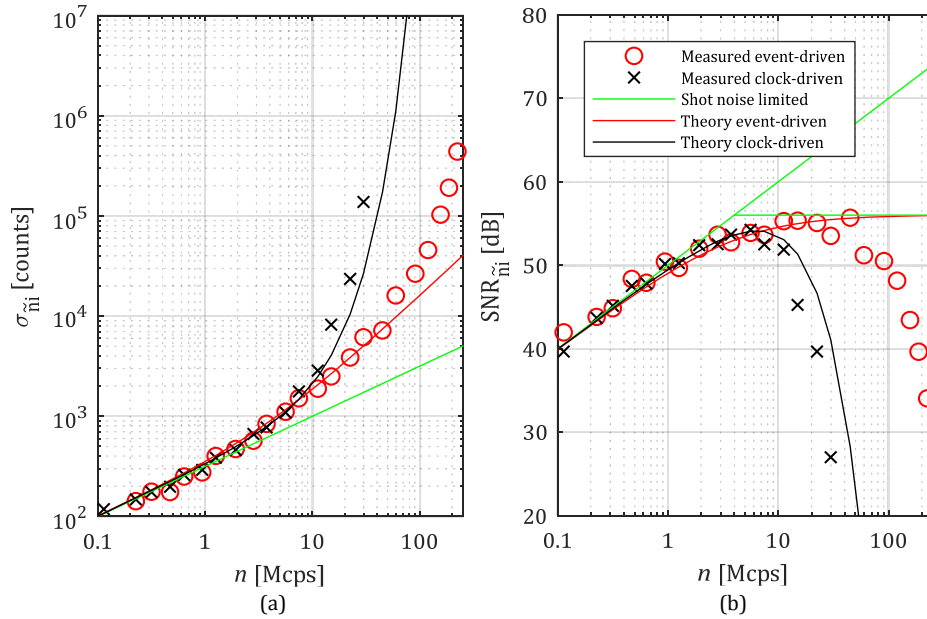 10^7
10^6
10^5
10^4
10^3
10^2
0.1
1
10
100
σ_ñi [counts]
n [Mcps]
(a)
80
70
60
50
40
30
20
0.1
1
10
100
SNR_ñi [dB]
n [Mcps]
(b)
Measured event-driven
Measured clock-driven
Shot noise limited
Theory event-driven
Theory clock-driven